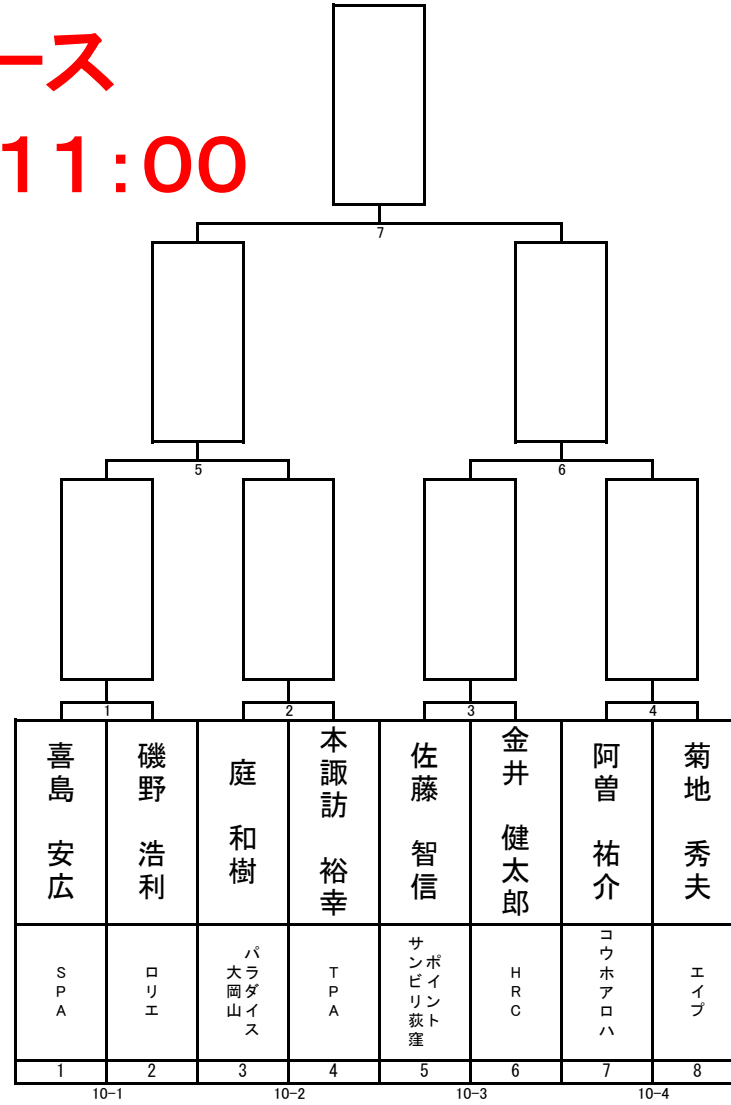 ース
11:00
7
5
6
1
2
3
4
喜島 安広
磯野 浩利
庭 和樹
本諏訪 裕幸
佐藤 智信
金井 健太郎
阿曽 祐介
菊地 秀夫
SPA
ロリエ
パラダイス
大岡山
TPA
ポイント
サンビリ荻窪
HRC
コウホアロハ
エイプ
1
2
3
4
5
6
7
8
10-1
10-2
10-3
10-4